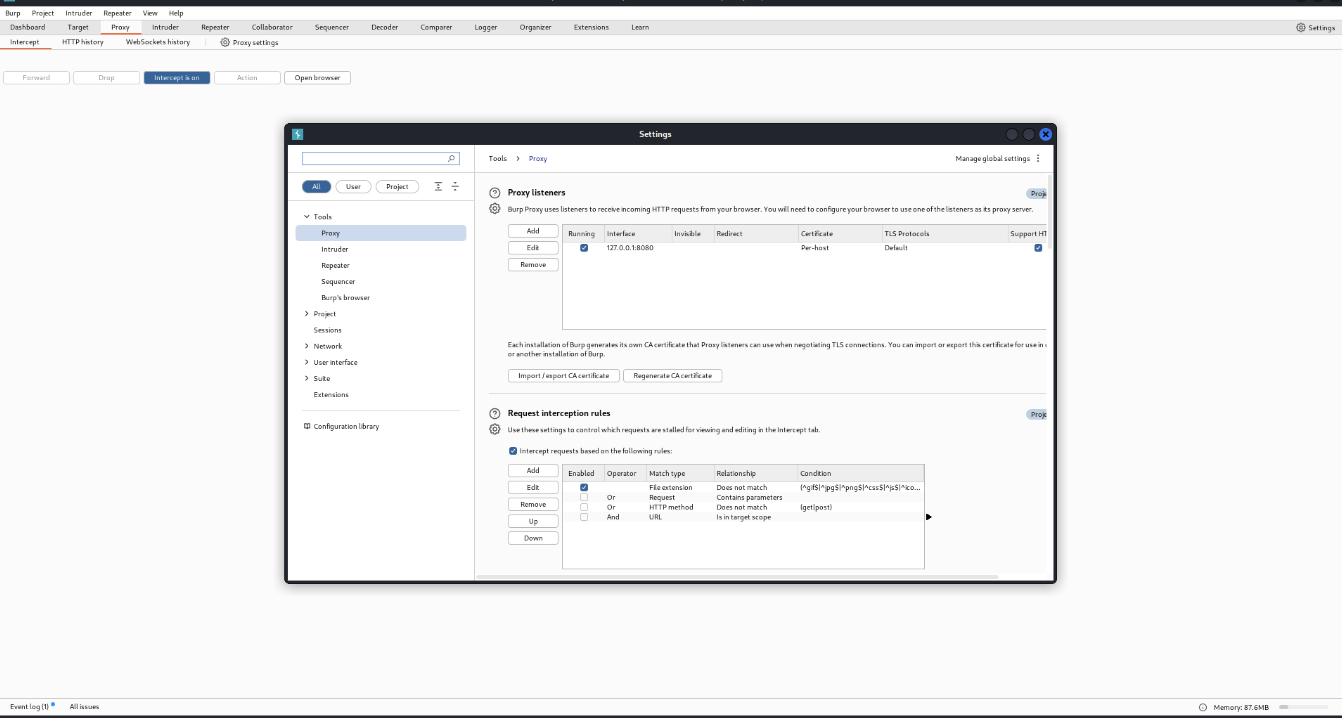 Burp Project Intruder Repeater View Help
Dashboard Target Proxy Intruder Repeater Collaborator Sequencer Decoder Comparer Logger Organizer Extensions Learn Settings
Intercept HTTP history WebSockets history Proxy settings
Forward Drop Intercept is on Action Open browser
Settings
Tools > Proxy Manage global settings
All User Project
Tools
Proxy
Intruder
Repeater
Sequencer
Burp's browser
Project
Sessions
Network
User interface
Suite
Extensions
Configuration library
Proxy listeners Proje
Burp Proxy uses listeners to receive incoming HTTP requests from your browser. You will need to configure your browser to use one of the listeners as its proxy server.
Add
Edit
Remove
Running Interface Invisible Redirect Certificate TLS Protocols Support HT
127.0.0.1:8080 Per-host Default
Each installation of Burp generates its own CA certificate that Proxy listeners can use when negotiating TLS connections. You can import or export this certificate for use in
or another installation of Burp.
Import / export CA certificate Regenerate CA certificate
Request interception rules Proje
Use these settings to control which requests are stalled for viewing and editing in the Intercept tab.
Intercept requests based on the following rules:
Add
Edit
Remove
Up
Down
Enabled Operator Match type Relationship Condition
File extension Does not match (^gif$|^jpg$|^png$|^css$|^js$|^ico...
Or Request Contains parameters
Or HTTP method Does not match (get|post)
And URL Is in target scope
Event log (1) All issues Memory: 87.6MB